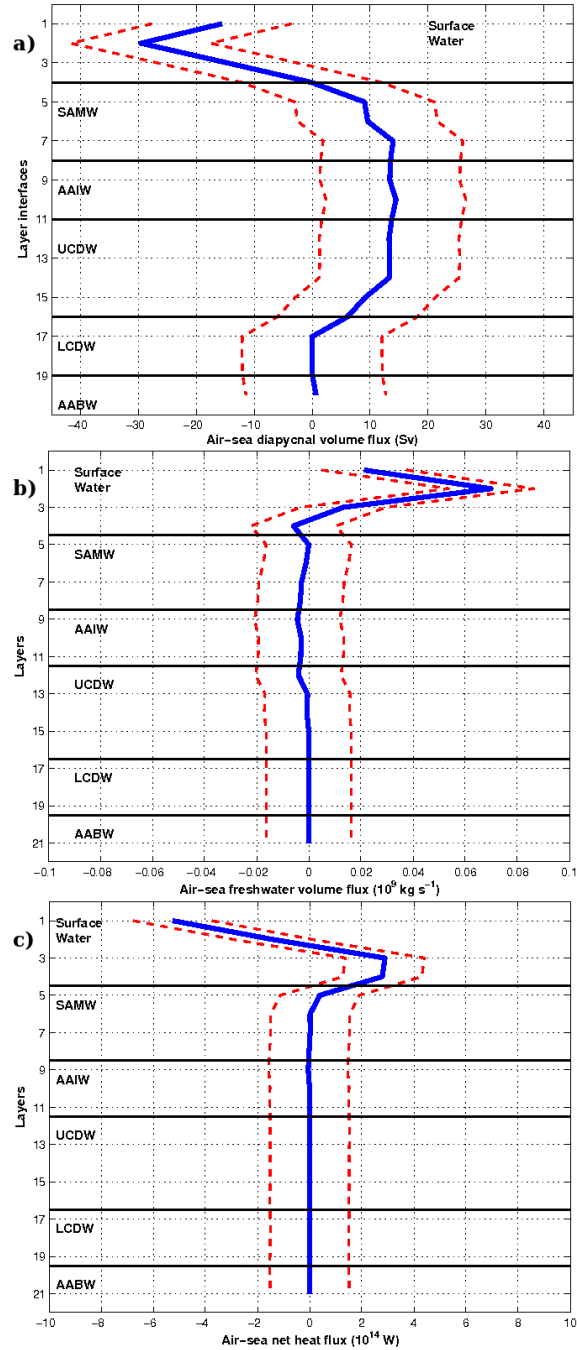 a)
Surface
Water
1
3
5
7
9
11
13
15
17
19
SAMW
AAIW
UCDW
LCDW
AABW
Layer interfaces
−40 −30 −20 −10 0 10 20 30 40
Air−sea diapycnal volume flux (Sv)
b)
Surface
Water
1
3
5
7
9
11
13
15
17
19
21
SAMW
AAIW
UCDW
LCDW
AABW
Layers
−0.1 −0.08 −0.06 −0.04 −0.02 0 0.02 0.04 0.06 0.08 0.1
Air−sea freshwater volume flux (10⁹ kg s⁻¹)
c)
Surface
Water
1
3
5
7
9
11
13
15
17
19
21
SAMW
AAIW
UCDW
LCDW
AABW
Layers
−10 −8 −6 −4 −2 0 2 4 6 8 10
Air−sea net heat flux (10¹⁴ W)